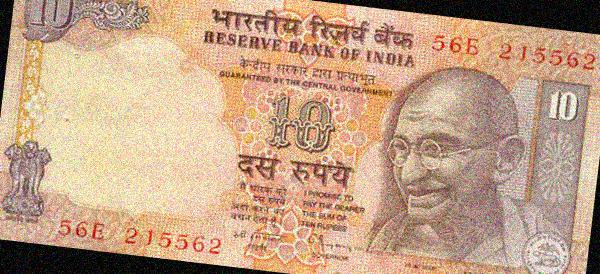 10
भारतीय रिज़र्व बैंक
RESERVE BANK OF INDIA
56E 215562
केन्द्रीय सरकार द्वारा प्रत्याभूत
GUARANTEED BY THE CENTRAL GOVERNMENT
10
10
दस रुपये
I PROMISE TO
PAY THE BEARER
THE SUM OF
TEN RUPEES
GOVERNOR
56E 215562